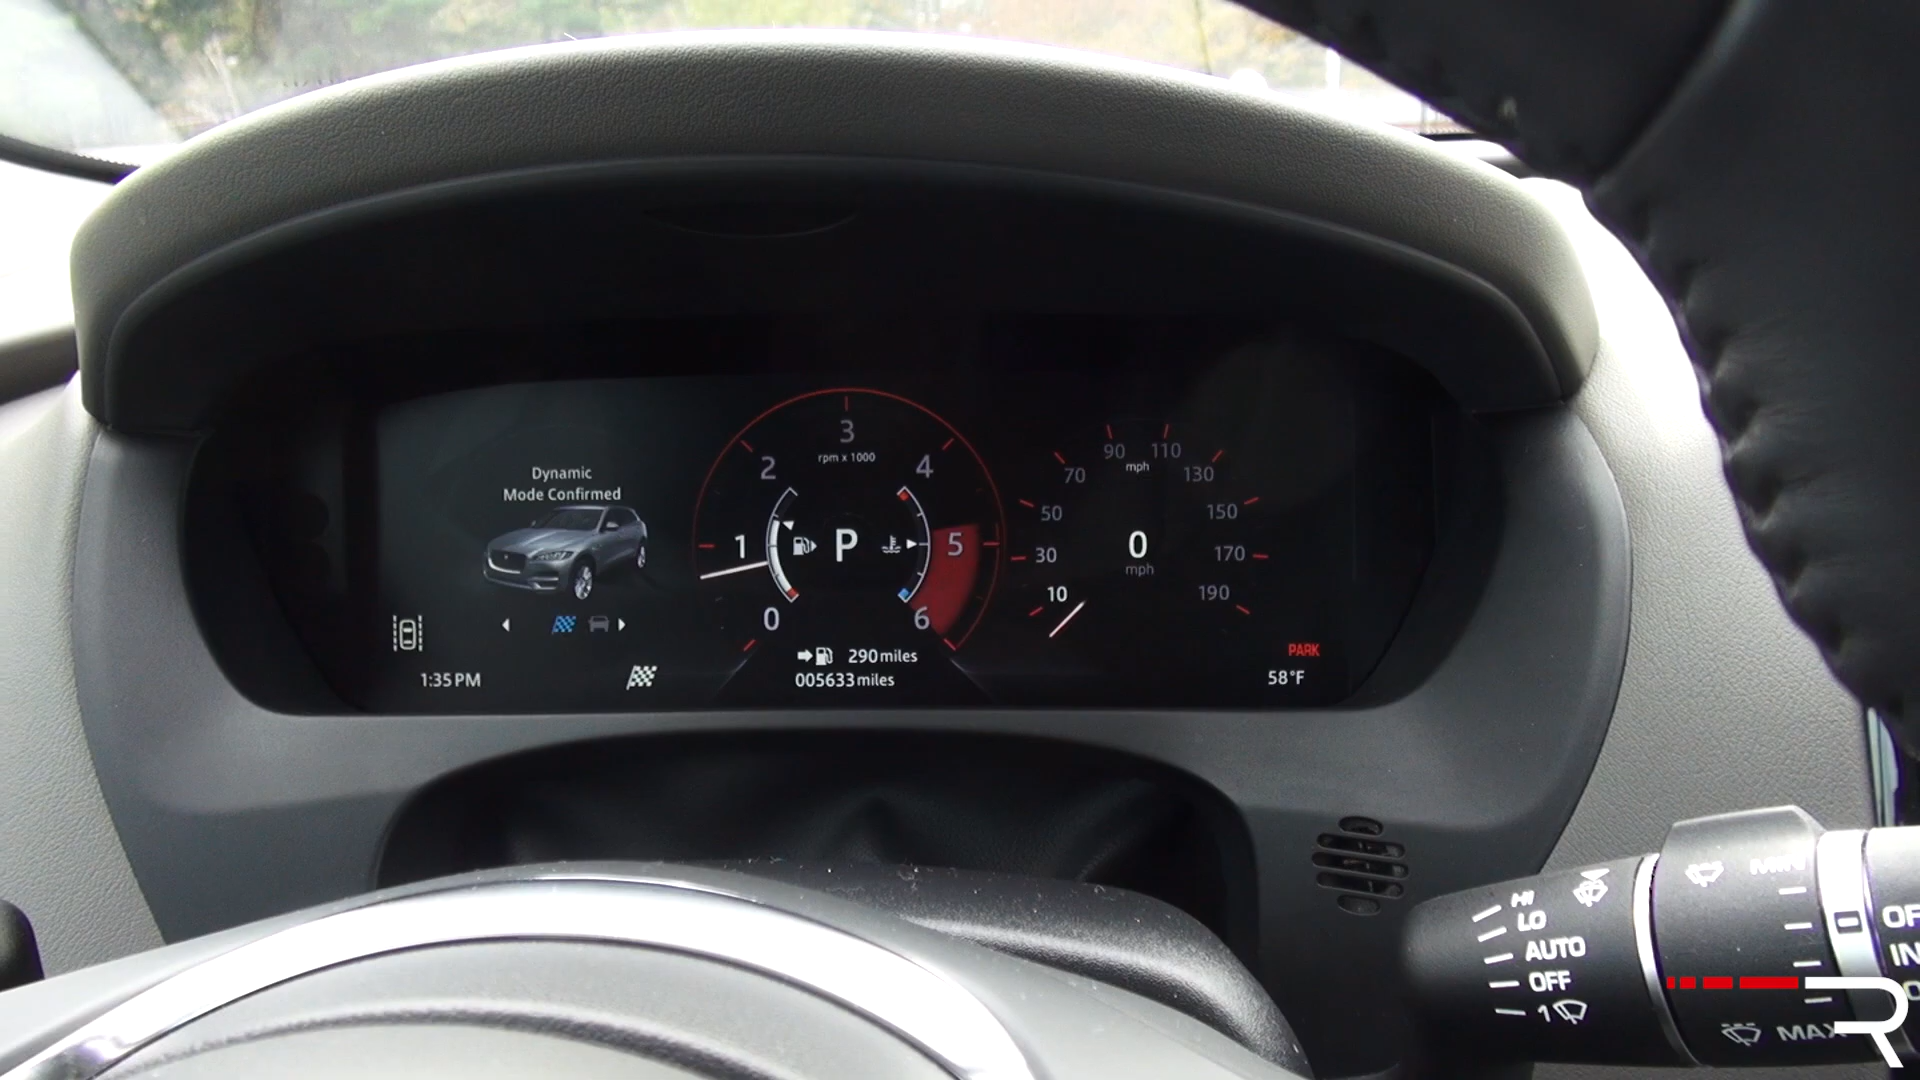 Dynamic
Mode Confirmed
1:35 PM
0
1
2
3
4
5
6
rpm x 1000
P
290 miles
005633 miles
10
30
50
70
90
110
130
150
170
190
mph
0
mph
PARK
58°F
HI
LO
AUTO
OFF
1
MIN
MAX
R